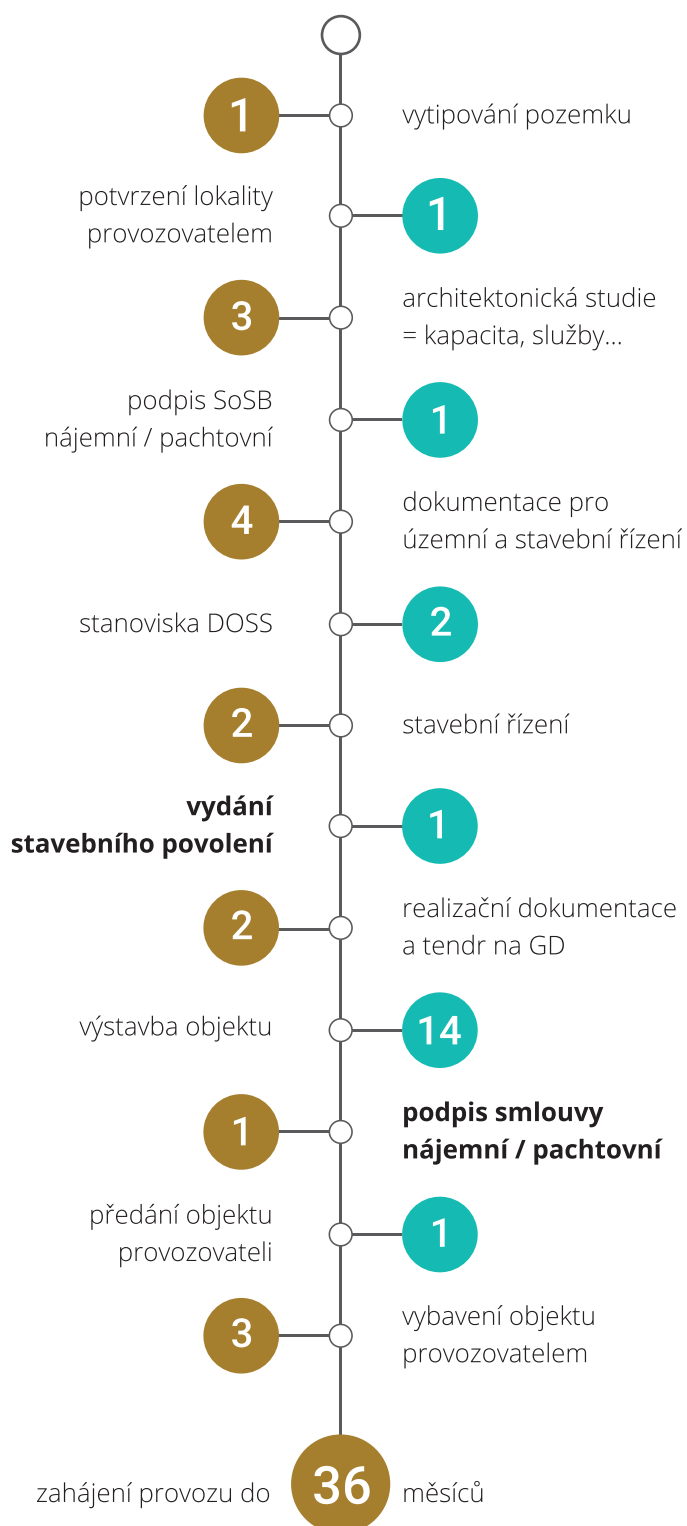 1 vytipování pozemku
potvrzení lokality
provozovatelem
1
3
architektonická studie
= kapacita, služby...
podpis SoSB
nájemní / pachtovní
1
4
dokumentace pro
územní a stavební řízení
stanoviska DOSS 2
2 stavební řízení
vydání
stavebního povolení
1
2
realizační dokumentace
a tendr na GD
výstavba objektu 14
1
podpis smlouvy
nájemní / pachtovní
předání objektu
provozovateli
1
3
vybavení objektu
provozovatelem
zahájení provozu do 36 měsíců